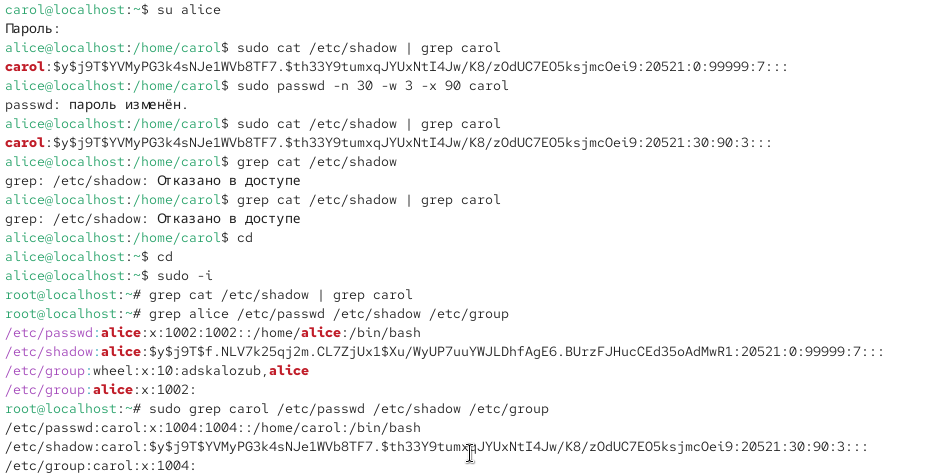 carol@localhost:~$ su alice
Пароль:
alice@localhost:/home/carol$ sudo cat /etc/shadow | grep carol
carol:$y$j9T$YVMyPG3k4sNJe1WVb8TF7.$th33Y9tumxqJYUxNtI4Jw/K8/zOdUC7EO5ksjmcOei9:20521:0:99999:7:::
alice@localhost:/home/carol$ sudo passwd -n 30 -w 3 -x 90 carol
passwd: пароль изменён.
alice@localhost:/home/carol$ sudo cat /etc/shadow | grep carol
carol:$y$j9T$YVMyPG3k4sNJe1WVb8TF7.$th33Y9tumxqJYUxNtI4Jw/K8/zOdUC7EO5ksjmcOei9:20521:30:90:3:::
alice@localhost:/home/carol$ grep cat /etc/shadow
grep: /etc/shadow: Отказано в доступе
alice@localhost:/home/carol$ grep cat /etc/shadow | grep carol
grep: /etc/shadow: Отказано в доступе
alice@localhost:/home/carol$ cd
alice@localhost:~$ cd
alice@localhost:~$ sudo -i
root@localhost:~# grep cat /etc/shadow | grep carol
root@localhost:~# grep alice /etc/passwd /etc/shadow /etc/group
/etc/passwd:alice:x:1002:1002::/home/alice:/bin/bash
/etc/shadow:alice:$y$j9T$f.NLV7k25qj2m.CL7ZjUx1$Xu/WyUP7uuYWJLDhfAgE6.BUrzFJHucCEd35oAdMwR1:20521:0:99999:7:::
/etc/group:wheel:x:10:adskalozub,alice
/etc/group:alice:x:1002:
root@localhost:~# sudo grep carol /etc/passwd /etc/shadow /etc/group
/etc/passwd:carol:x:1004:1004::/home/carol:/bin/bash
/etc/shadow:carol:$y$j9T$YVMyPG3k4sNJe1WVb8TF7.$th33Y9tumxqJYUxNtI4Jw/K8/zOdUC7EO5ksjmcOei9:20521:30:90:3:::
/etc/group:carol:x:1004: